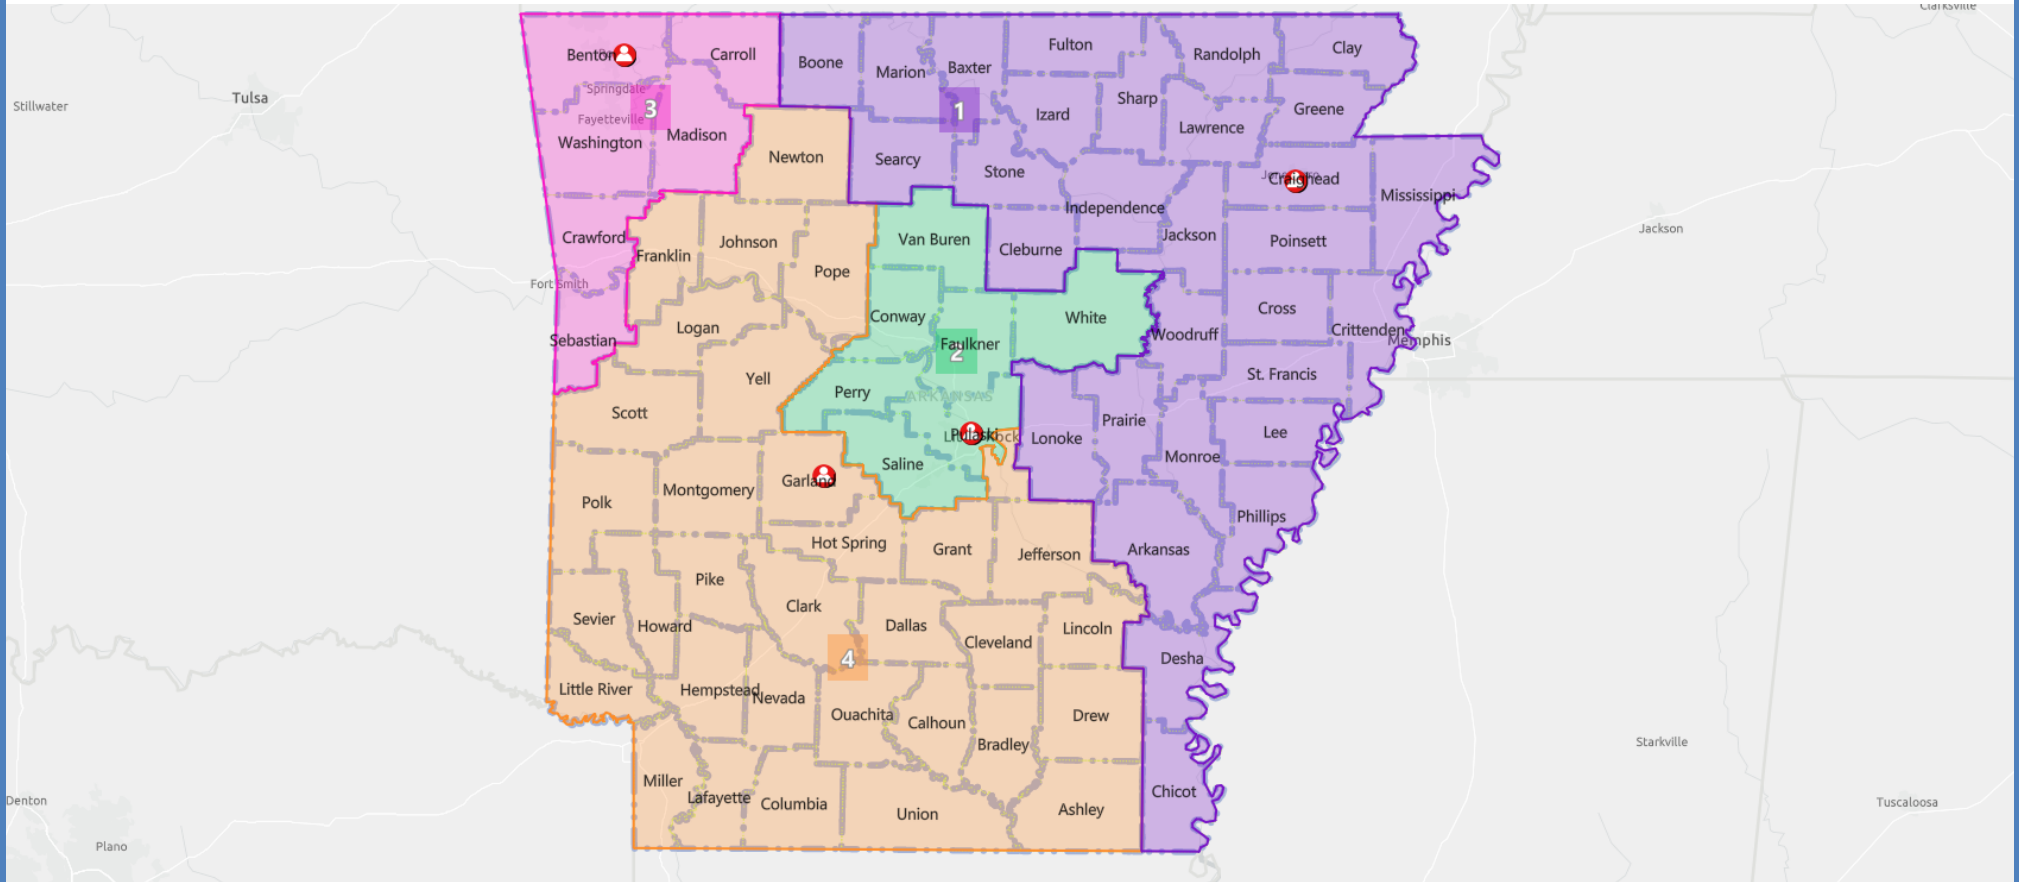 Clarksville
Benton
Carroll
Boone
Marion
Baxter
Fulton
Randolph
Clay
Tulsa
Stillwater
Springdale
3
1
Sharp
Greene
Izard
Fayetteville
Washington
Madison
Lawrence
Newton
Searcy
Stone
Craighead
Mississippi
Independence
Jackson
Jackson
Crawford
Johnson
Van Buren
Cleburne
Poinsett
Franklin
Pope
Fort Smith
Conway
White
Cross
Logan
Sebastian
Faulkner
2
Woodruff
Crittenden
Memphis
Yell
Perry
St. Francis
ARKANSAS
Scott
Prairie
Pulaski
Lonoke
Lee
Saline
Monroe
Garland
Montgomery
Polk
Phillips
Hot Spring
Grant
Jefferson
Arkansas
Pike
Clark
Sevier
Howard
Dallas
Lincoln
Cleveland
4
Desha
Little River
Hempstead
Nevada
Ouachita
Calhoun
Drew
Bradley
Starkville
Miller
Lafayette
Columbia
Chicot
Union
Ashley
Denton
Tuscaloosa
Plano